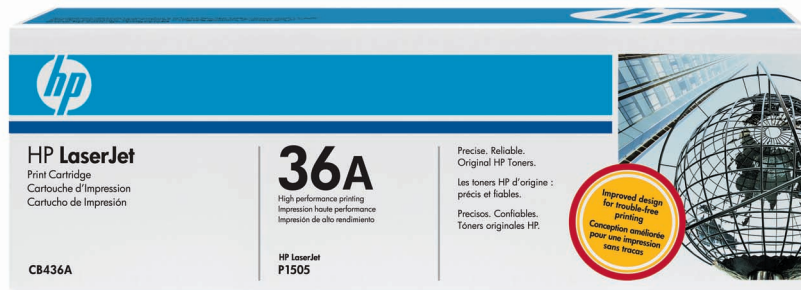 hp
HP LaserJet
Print Cartridge
Cartouche d'Impression
Cartucho de Impresión
CB436A
36A
High performance printing
Impression haute performance
Impresión de alto rendimiento
HP LaserJet
P1505
Precise. Reliable.
Original HP Toners.
Les toners HP d'origine :
précis et fiables.
Precisos. Confiables.
Tóners originales HP.
Improved design
for trouble-free
printing
Conception améliorée
pour une impression
sans tracas